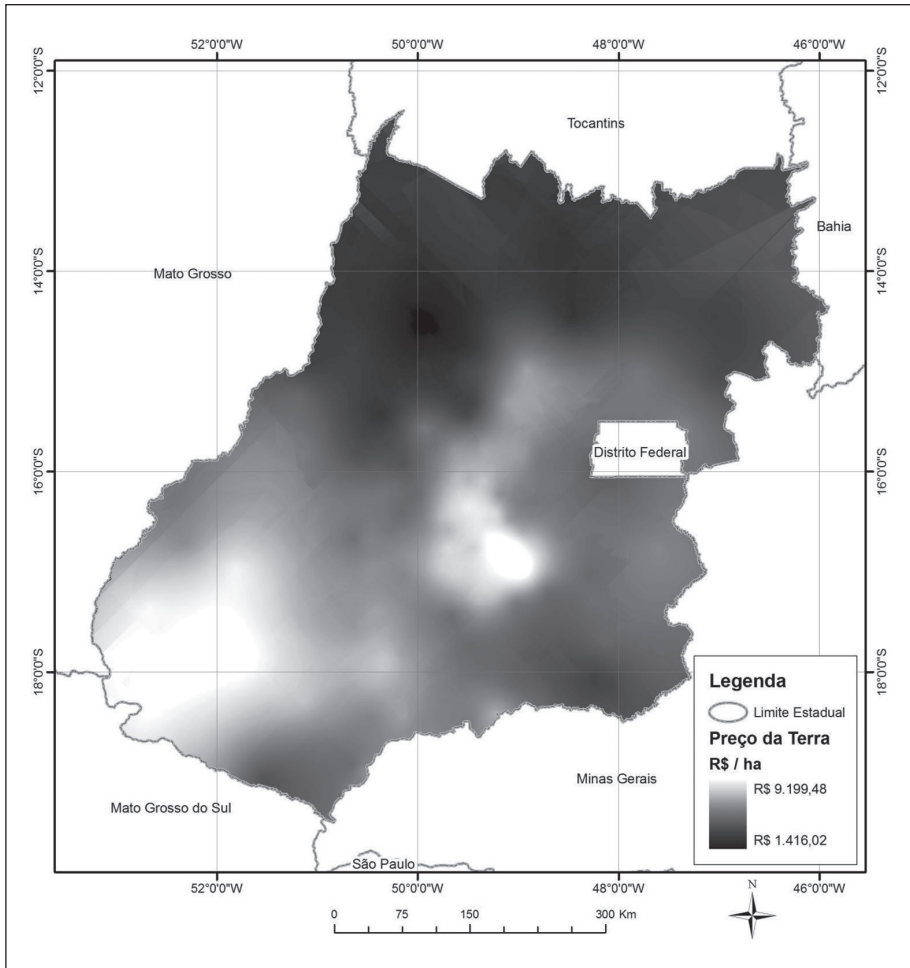 52°0'0"W 50°0'0"W 48°0'0"W 46°0'0"W
12°0'0"S 12°0'0"S
Tocantins
Bahia
Mato Grosso
14°0'0"S 14°0'0"S
Distrito Federal
16°0'0"S 16°0'0"S
18°0'0"S 18°0'0"S
Legenda
Limite Estadual
Preço da Terra
R$ / ha
R$ 9.199,48
R$ 1.416,02
Minas Gerais
Mato Grosso do Sul
São Paulo
52°0'0"W 50°0'0"W 48°0'0"W 46°0'0"W
N
0 75 150 300 Km